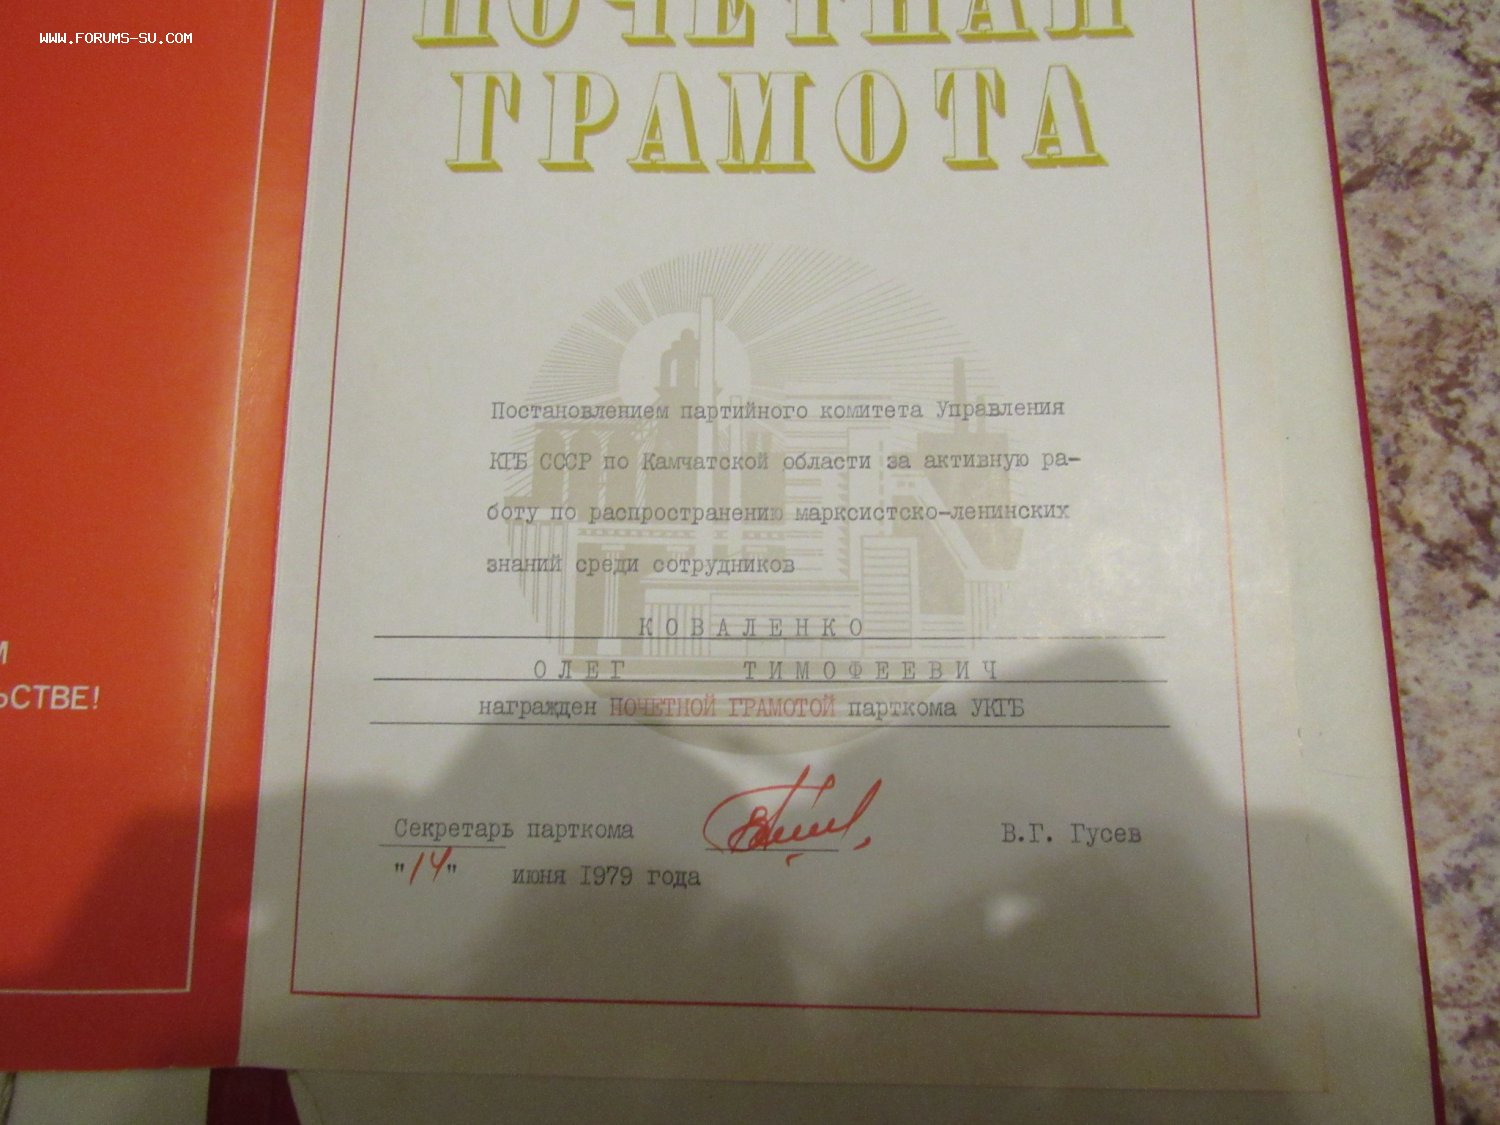 WWW.FORUMS-SU.COM
ПОЧЕТНАЯ
ГРАМОТА
Постановлением партийного комитета Управления
КГБ СССР по Камчатской области за активную ра-
боту по распространению марксистско-ленинских
знаний среди сотрудников
КОВАЛЕНКО
ОЛЕГ ТИМОФЕЕВИЧ
награжден ПОЧЕТНОЙ ГРАМОТОЙ парткома УКГБ
Секретарь парткома В.Г. Гусев
"14" июня 1979 года